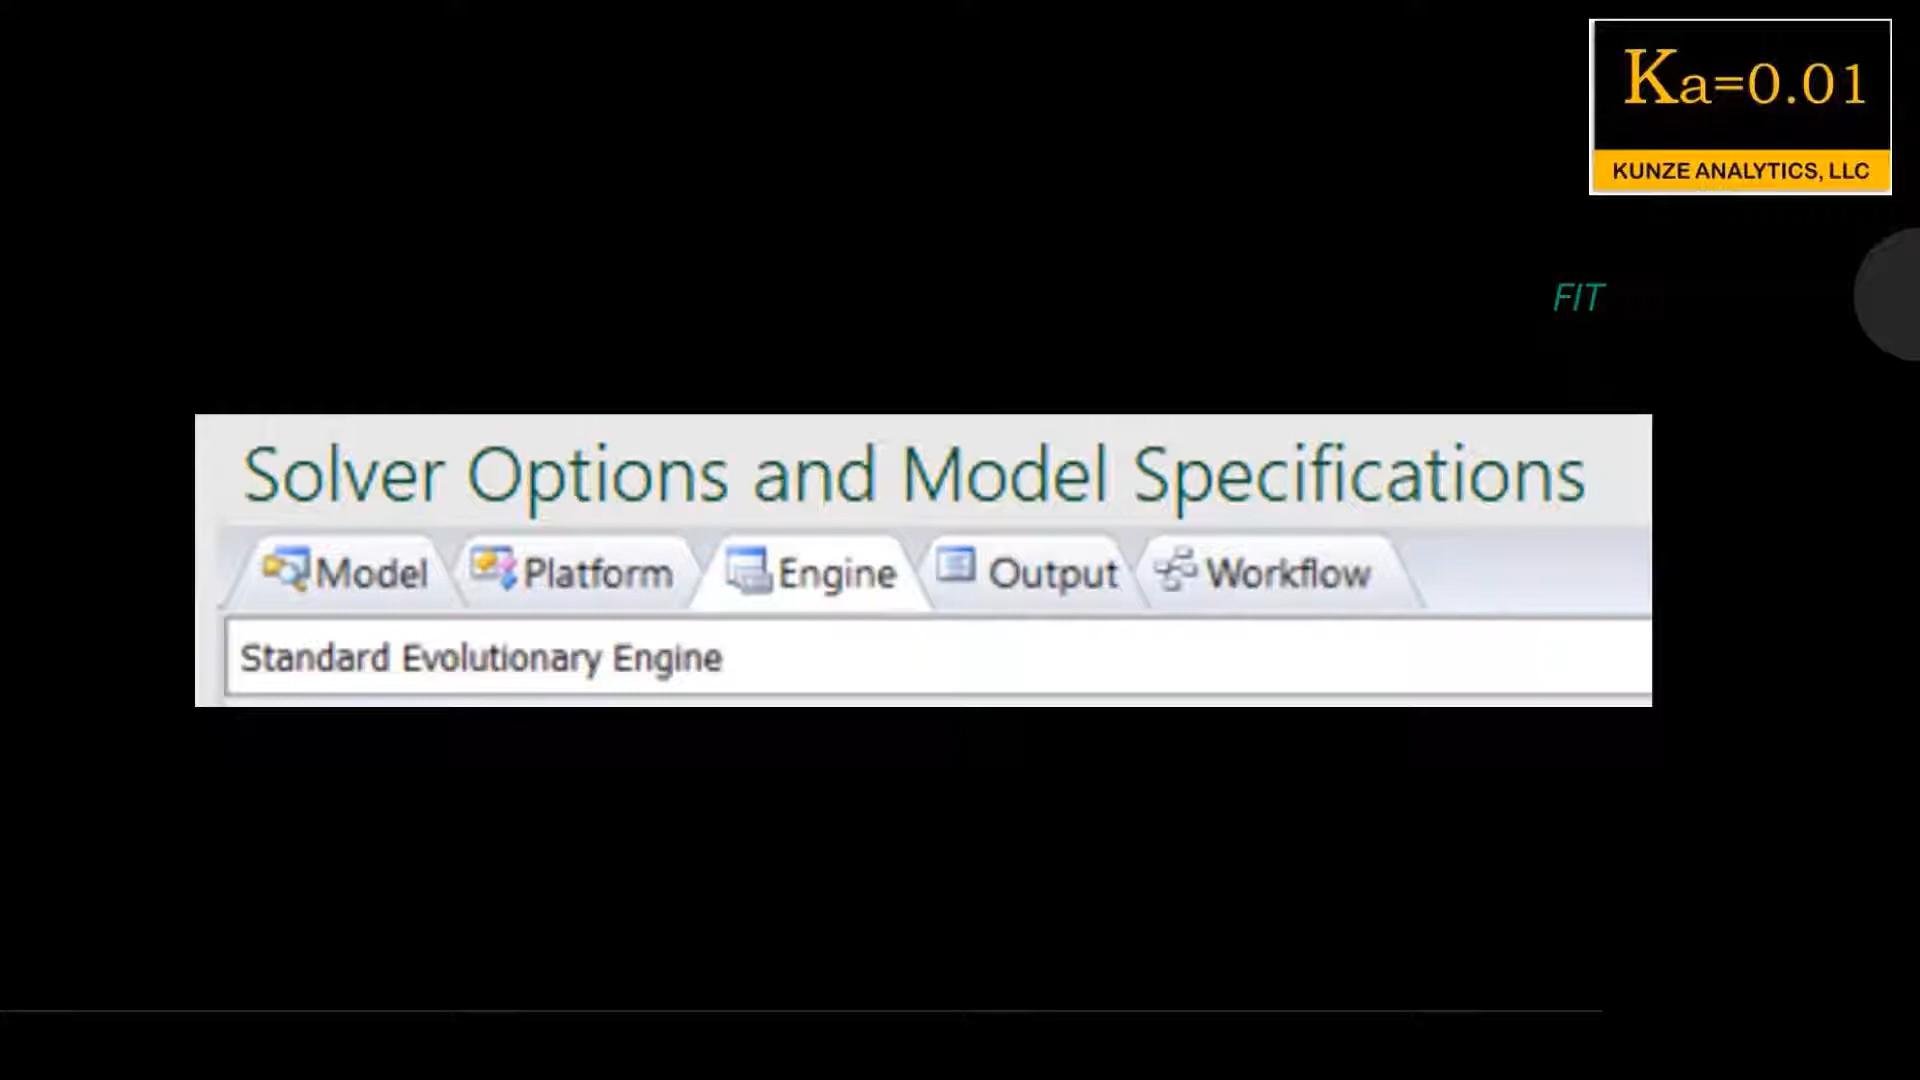 Ka=0.01
KUNZE ANALYTICS, LLC
FIT
Solver Options and Model Specifications
Model Platform Engine Output Workflow
Standard Evolutionary Engine